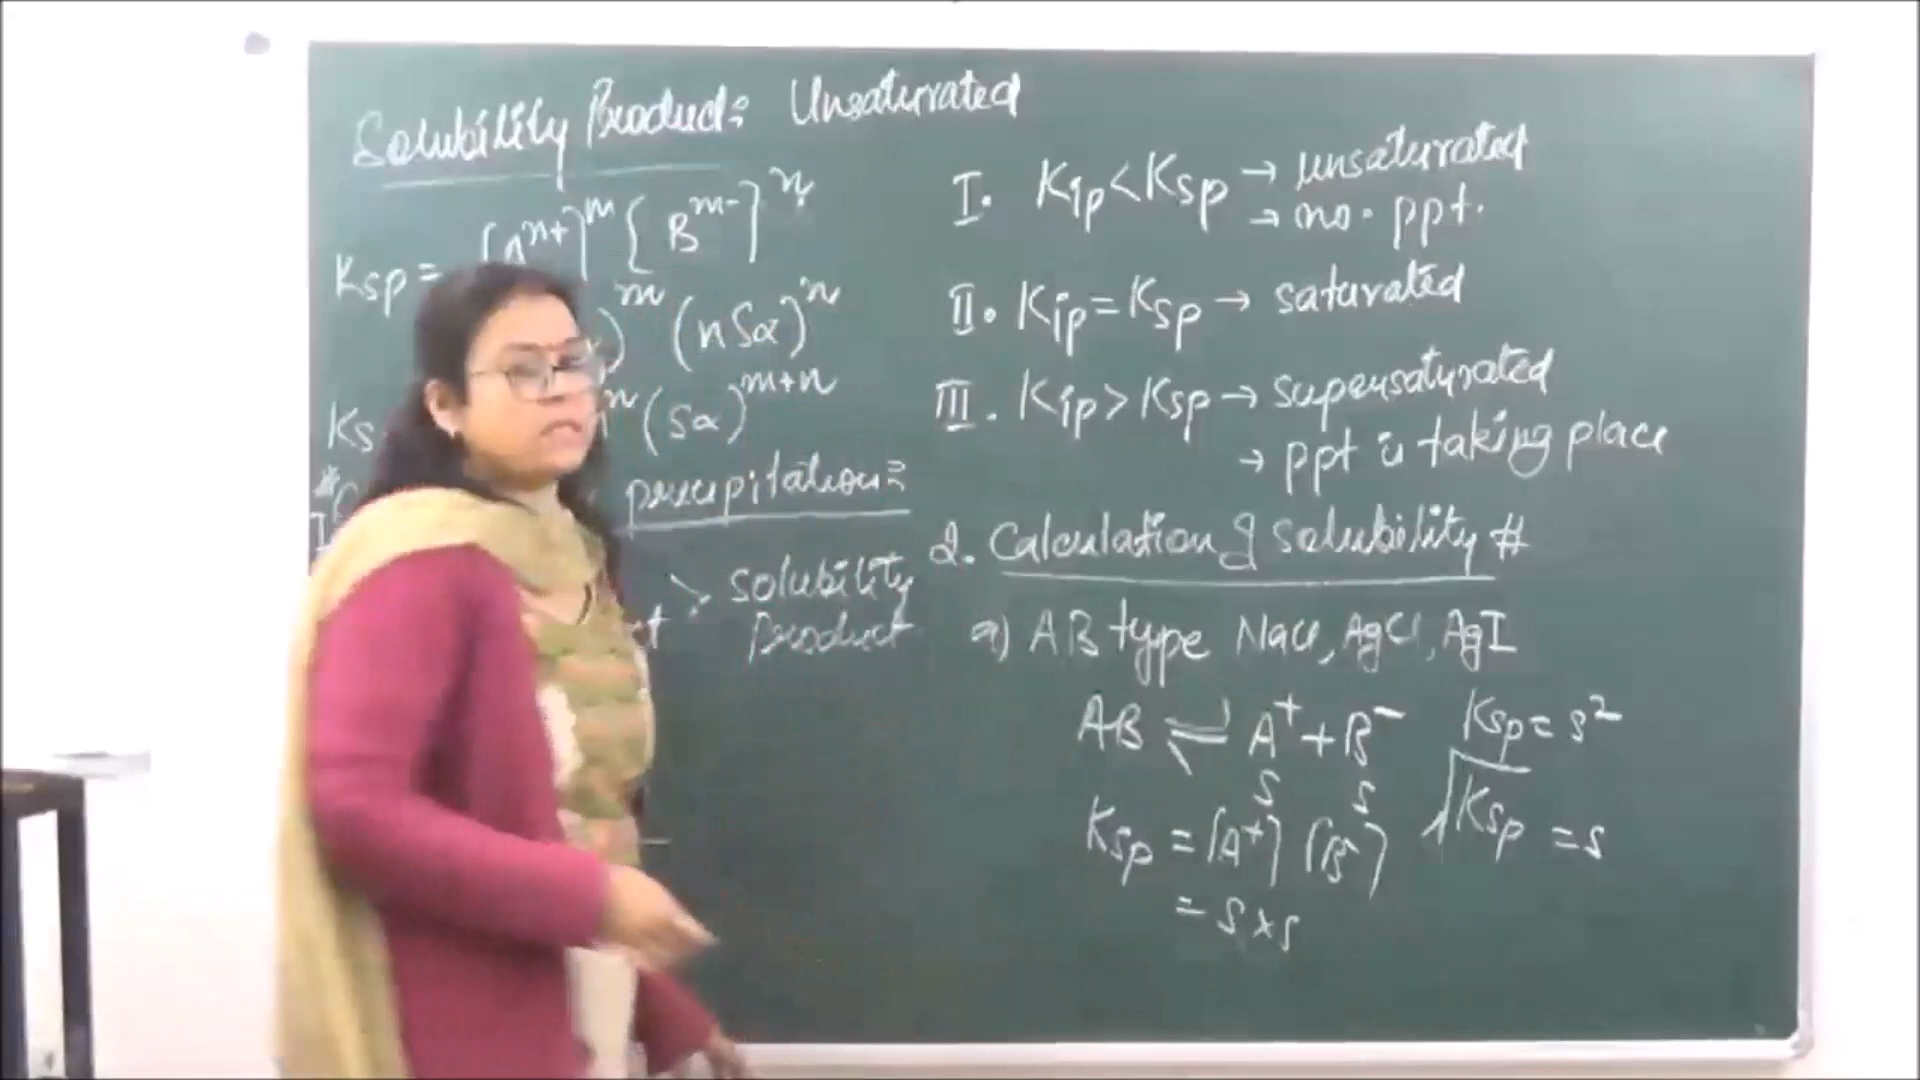 Solubility Product: Unsaturated
Ksp = [A^n+]^m [B^m-]^n
)^m (nSα)^n
Ks n (Sα)^m+n
precipitation:
> solubility
Product
I. Kip < Ksp → unsaturated
→ no. ppt.
II. Kip = Ksp → saturated
III. Kip > Ksp → supersaturated
→ ppt is taking place
2. Calculation of solubility #
a) AB type NaCl, AgCl, AgI
AB ⇌ A⁺ + B⁻
S S
Ksp = [A⁺] [B⁻]
= S × S
Ksp = s²
√Ksp = s